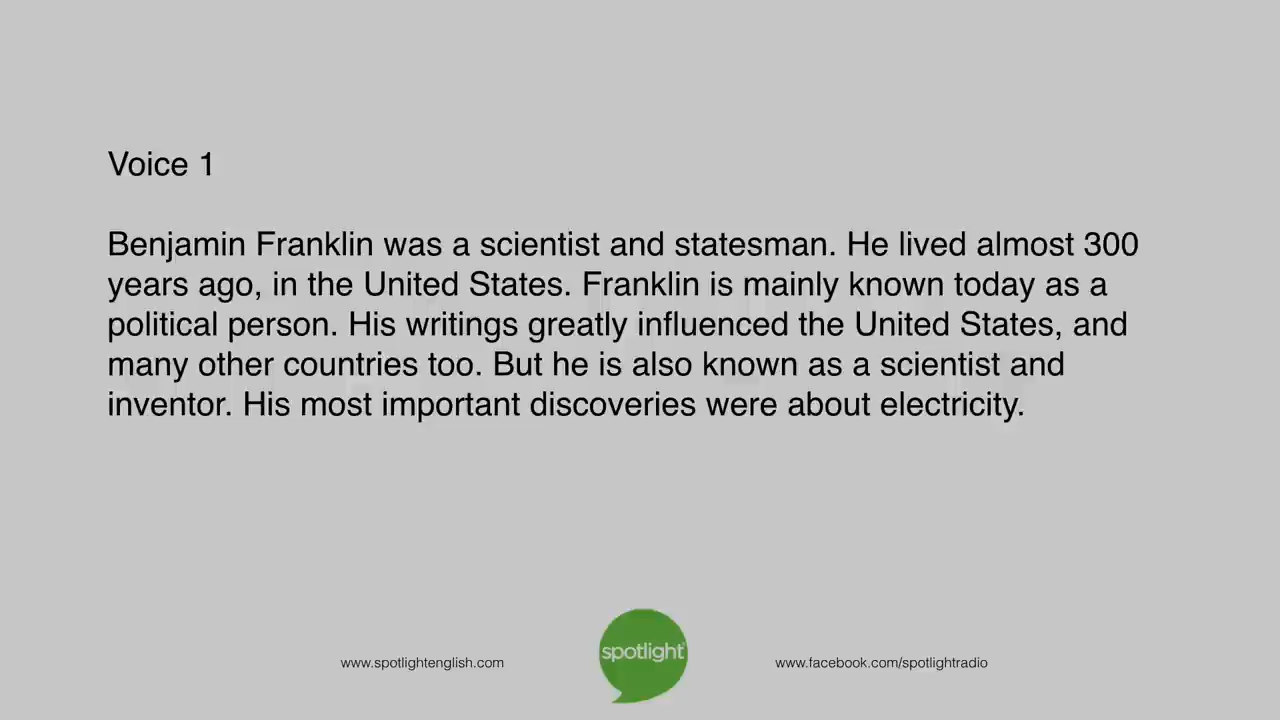 Voice 1
Benjamin Franklin was a scientist and statesman. He lived almost 300
years ago, in the United States. Franklin is mainly known today as a
political person. His writings greatly influenced the United States, and
many other countries too. But he is also known as a scientist and
inventor. His most important discoveries were about electricity.
www.spotlightenglish.com
spotlight
www.facebook.com/spotlightradio